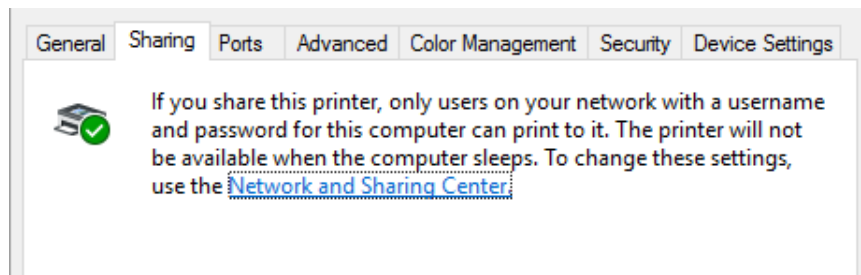 General Sharing Ports Advanced Color Management Security Device Settings
If you share this printer, only users on your network with a username
and password for this computer can print to it. The printer will not
be available when the computer sleeps. To change these settings,
use the Network and Sharing Center.